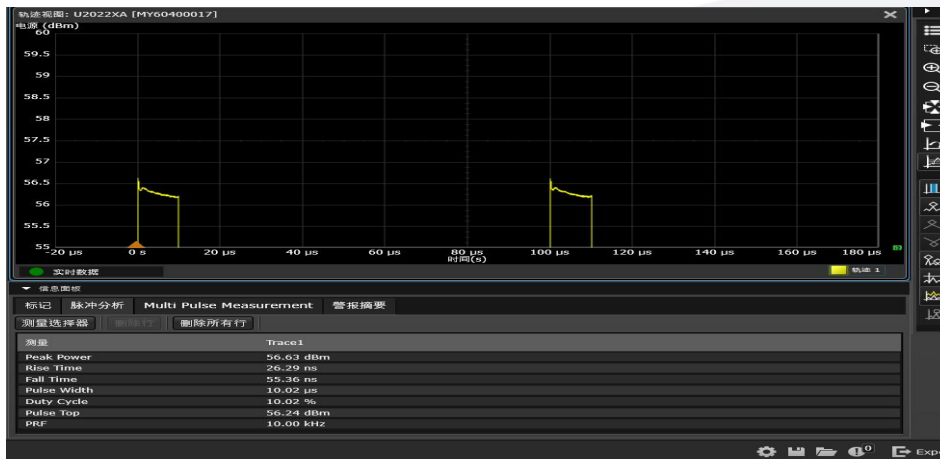 轨迹视图: U2022XA [MY60400017]
电源 (dBm)
60
59.5
59
58.5
58
57.5
57
56.5
56
55.5
55
-20 μs 0 s 20 μs 40 μs 60 μs 80 μs 100 μs 120 μs 140 μs 160 μs 180 μs
时间(s)
实时数据 轨迹 1
信息面板
标记 脉冲分析 Multi Pulse Measurement 警报摘要
测量选择器 删除行 删除所有行
测量 Trace1
Peak Power 56.63 dBm
Rise Time 26.29 ns
Fall Time 55.36 ns
Pulse Width 10.02 μs
Duty Cycle 10.02 %
Pulse Top 56.24 dBm
PRF 10.00 kHz
0 Exp